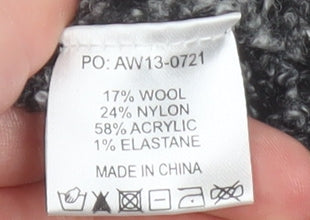 PO: AW13-0721
17% WOOL
24% NYLON
58% ACRYLIC
1% ELASTANE
MADE IN CHINA